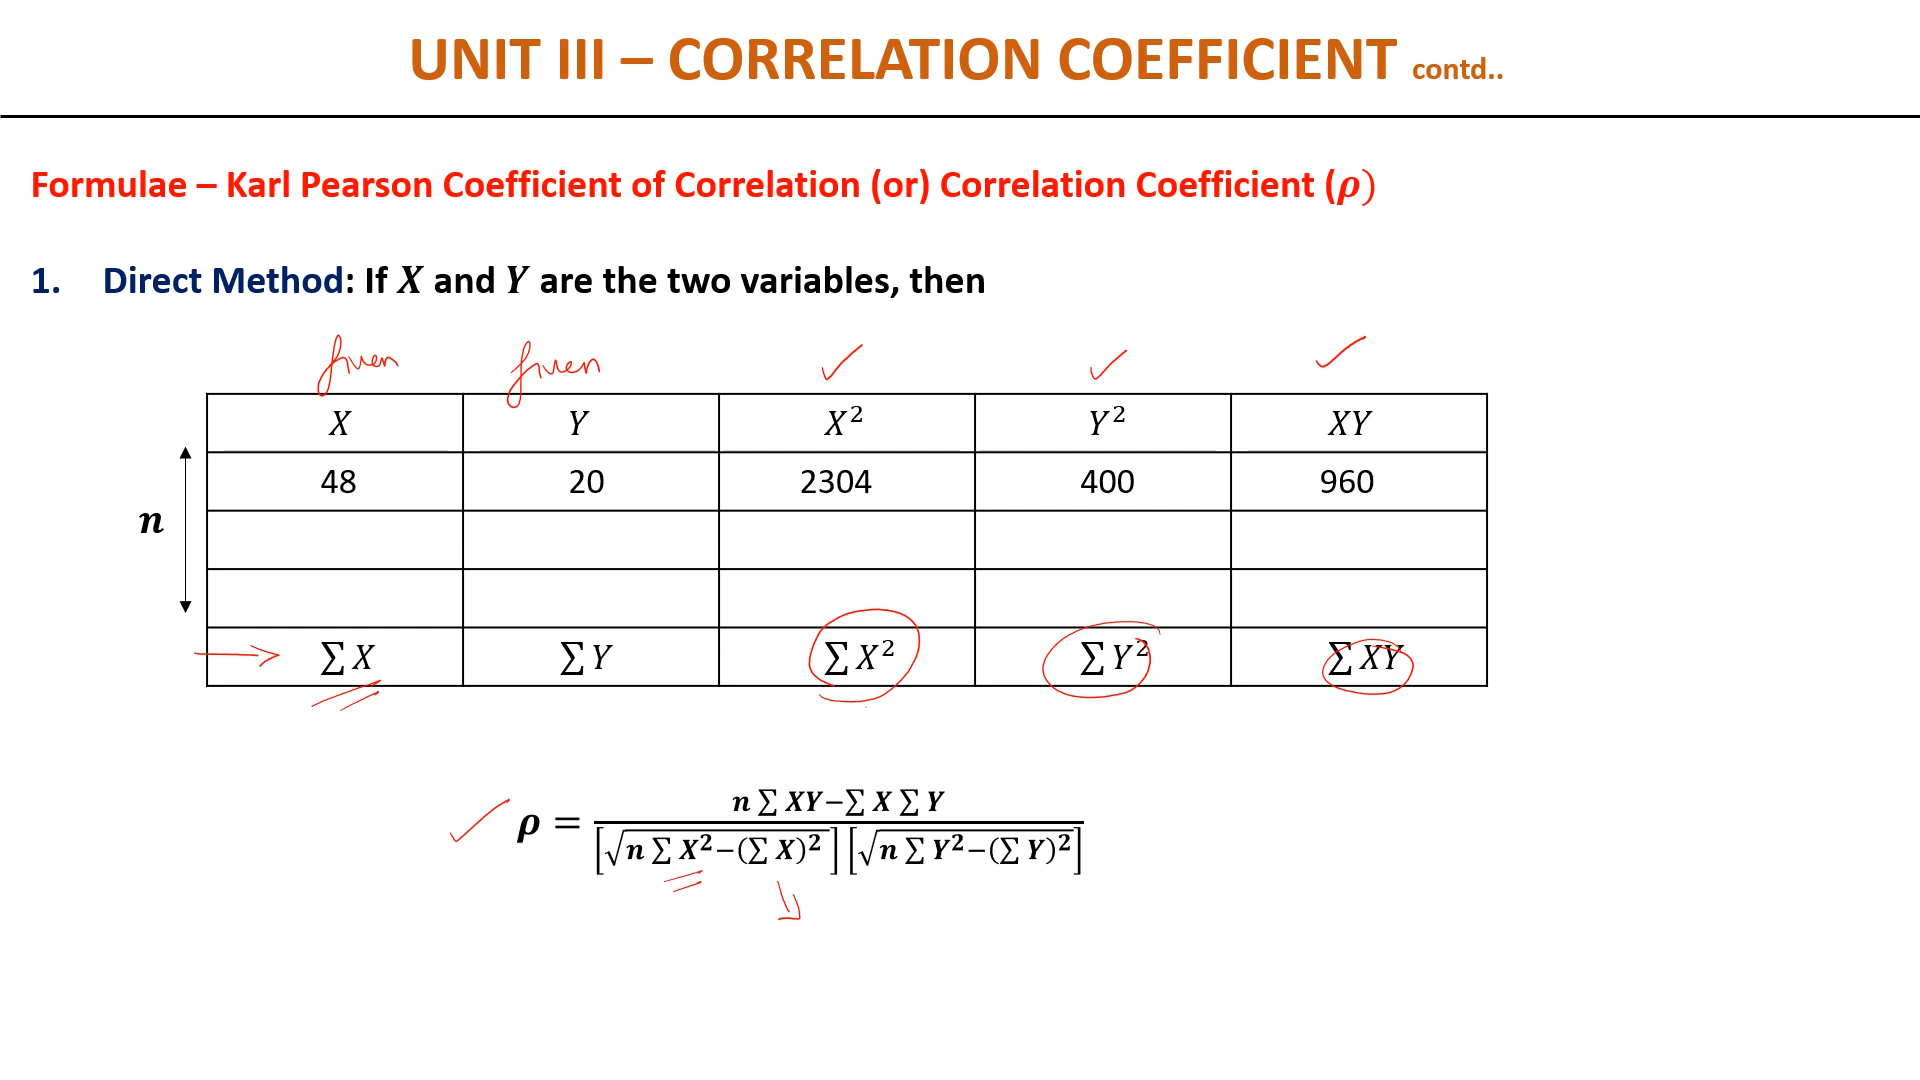 UNIT III – CORRELATION COEFFICIENT contd..
Formulae – Karl Pearson Coefficient of Correlation (or) Correlation Coefficient (ρ)
1. Direct Method: If X and Y are the two variables, then
given given ✓ ✓ ✓
X Y X² Y² XY
48 20 2304 400 960
n
∑ X ∑ Y ∑ X² ∑ Y² ∑ XY
✓ ρ = n ∑ XY−∑ X ∑ Y / [√n ∑ X²−(∑ X)²] [√n ∑ Y²−(∑ Y)²]